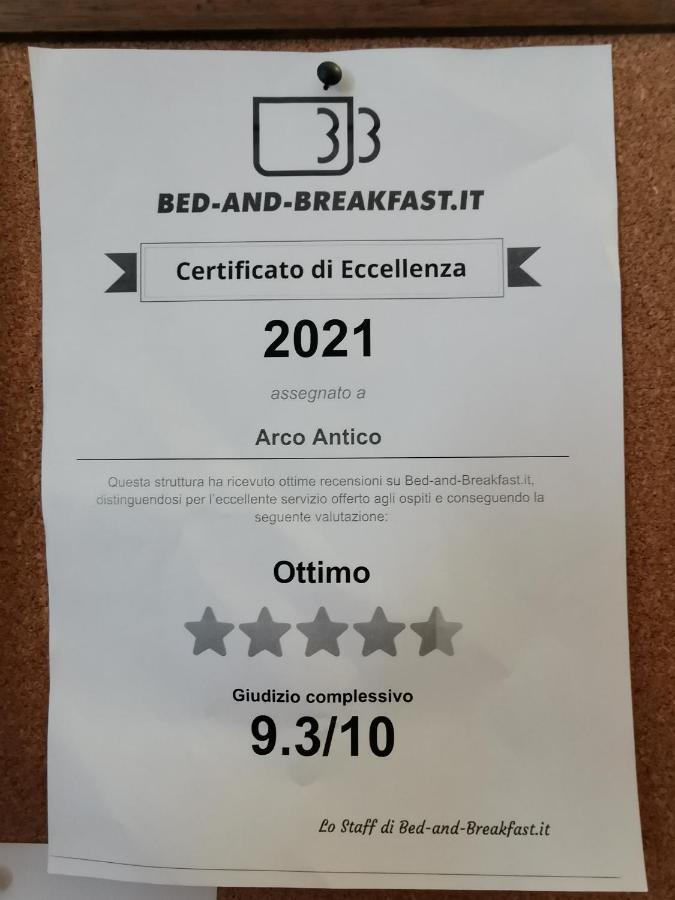 BED-AND-BREAKFAST.IT
Certificato di Eccellenza
2021
assegnato a
Arco Antico
Questa struttura ha ricevuto ottime recensioni su Bed-and-Breakfast.it,
distinguendosi per l'eccellente servizio offerto agli ospiti e conseguendo la
seguente valutazione:
Ottimo
Giudizio complessivo
9.3/10
Lo Staff di Bed-and-Breakfast.it